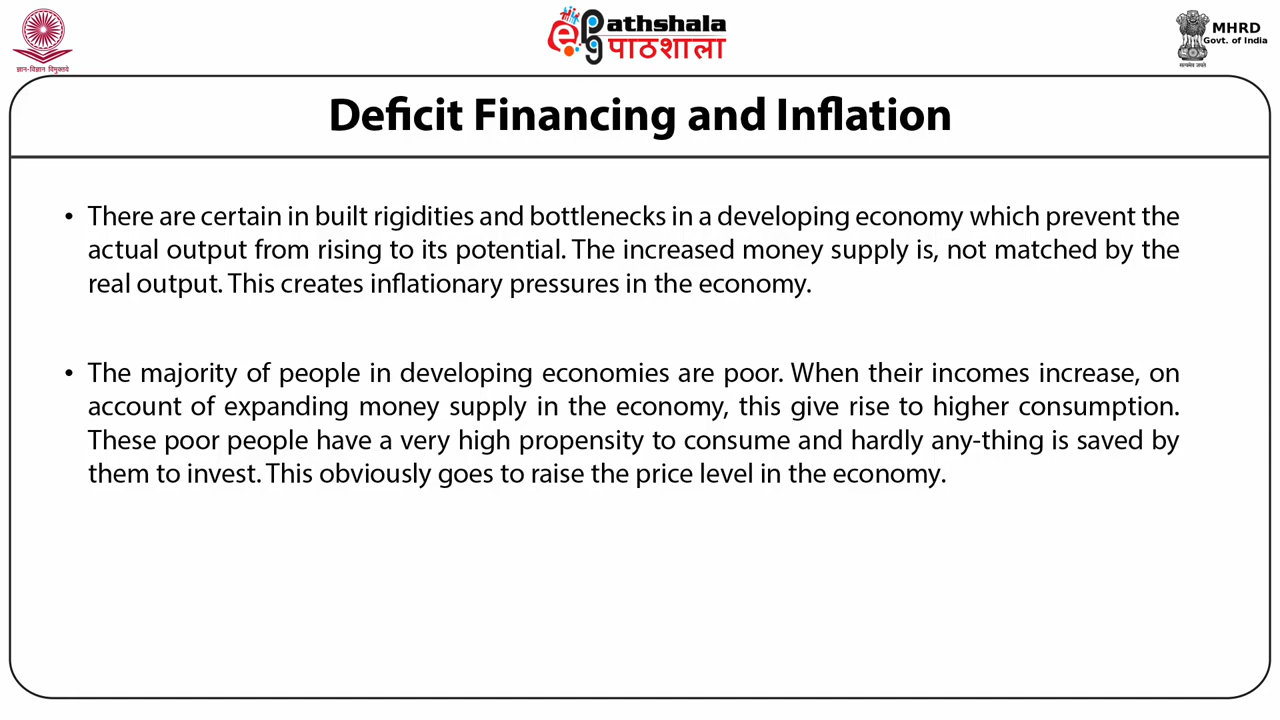 ज्ञान-विज्ञान विमुक्तये
ePathshala
पाठशाला
MHRD
Govt. of India
सत्यमेव जयते
Deficit Financing and Inflation
• There are certain in built rigidities and bottlenecks in a developing economy which prevent the
actual output from rising to its potential. The increased money supply is, not matched by the
real output. This creates inflationary pressures in the economy.
• The majority of people in developing economies are poor. When their incomes increase, on
account of expanding money supply in the economy, this give rise to higher consumption.
These poor people have a very high propensity to consume and hardly any-thing is saved by
them to invest. This obviously goes to raise the price level in the economy.